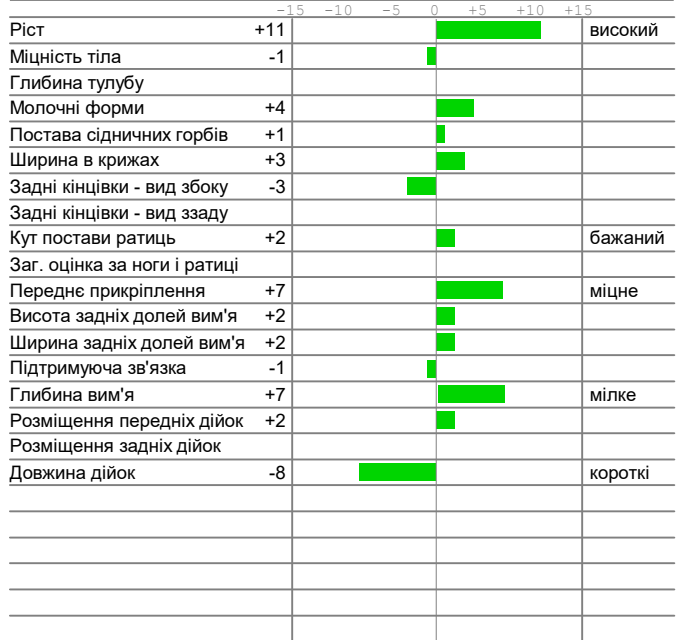 -15 -10 -5 0 +5 +10 +15
Ріст +11 високий
Міцність тіла -1
Глибина тулубу
Молочні форми +4
Постава сідничних горбів +1
Ширина в крижах +3
Задні кінцівки - вид збоку -3
Задні кінцівки - вид ззаду
Кут постави ратиць +2 бажаний
Заг. оцінка за ноги і ратиці
Переднє прикріплення +7 міцне
Висота задніх долей вим'я +2
Ширина задніх долей вим'я +2
Підтримуюча зв'язка -1
Глибина вим'я +7 мілке
Розміщення передніх дійок +2
Розміщення задніх дійок
Довжина дійок -8 короткі